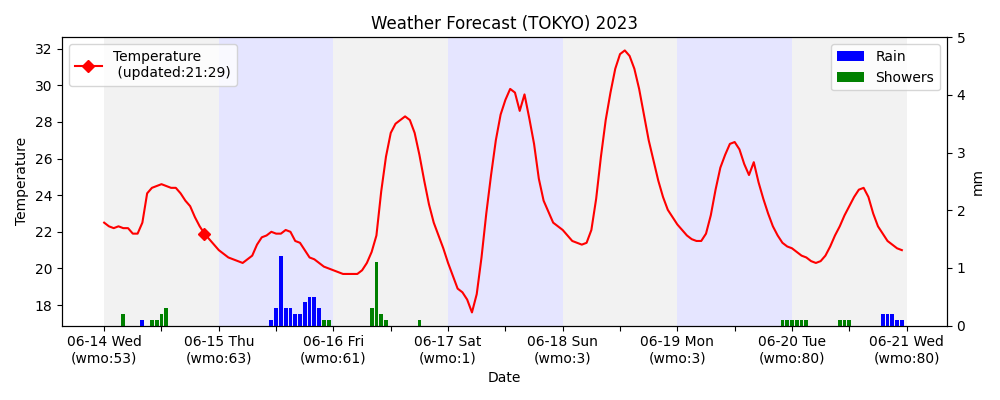 Weather Forecast (TOKYO) 2023
Temperature
(updated:21:29)
Rain
Showers
Temperature
32
30
28
26
24
22
20
18
5
4
3
2
1
0
mm
06-14 Wed
(wmo:53)
06-15 Thu
(wmo:63)
06-16 Fri
(wmo:61)
06-17 Sat
(wmo:1)
06-18 Sun
(wmo:3)
06-19 Mon
(wmo:3)
06-20 Tue
(wmo:80)
06-21 Wed
(wmo:80)
Date